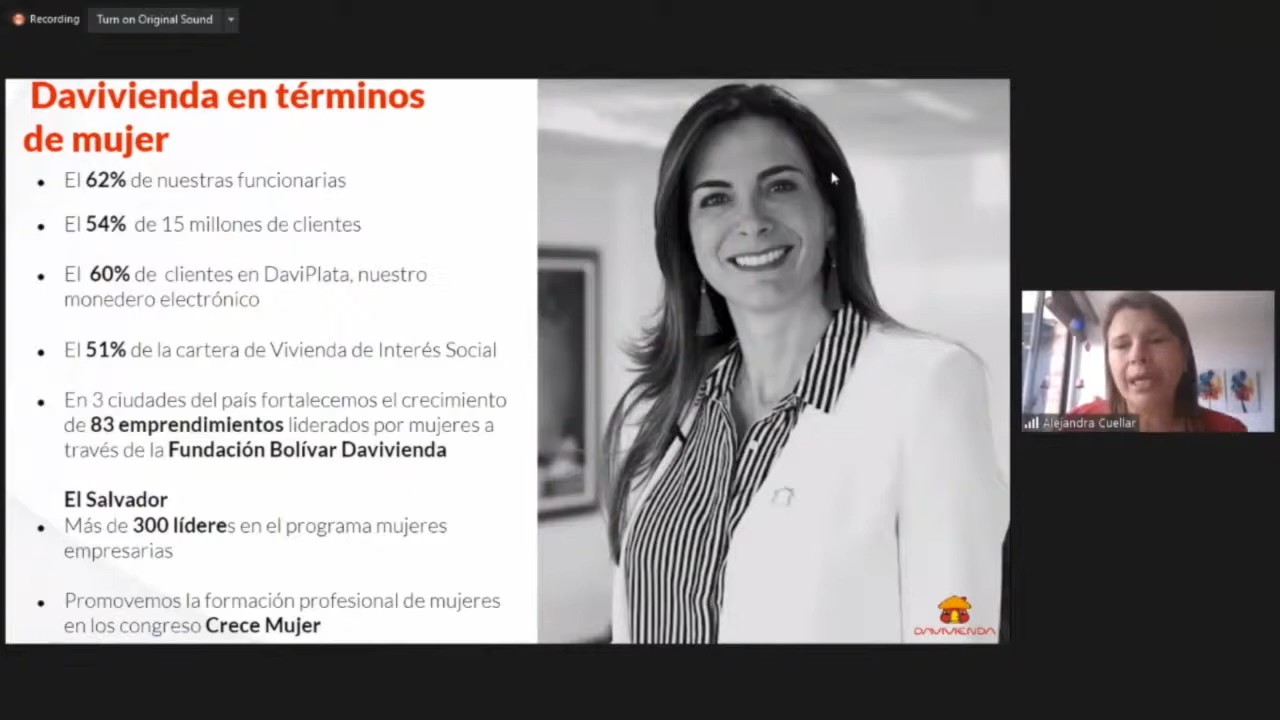 Recording
Turn on Original Sound
Davivienda en términos
de mujer
• El 62% de nuestras funcionarias
• El 54% de 15 millones de clientes
• El 60% de clientes en DaviPlata, nuestro
monedero electrónico
• El 51% de la cartera de Vivienda de Interés Social
• En 3 ciudades del país fortalecemos el crecimiento
de 83 emprendimientos liderados por mujeres a
través de la Fundación Bolívar Davivienda
El Salvador
• Más de 300 líderes en el programa mujeres
empresarias
• Promovemos la formación profesional de mujeres
en los congreso Crece Mujer
DAVIVIENDA
Alejandra Cuellar